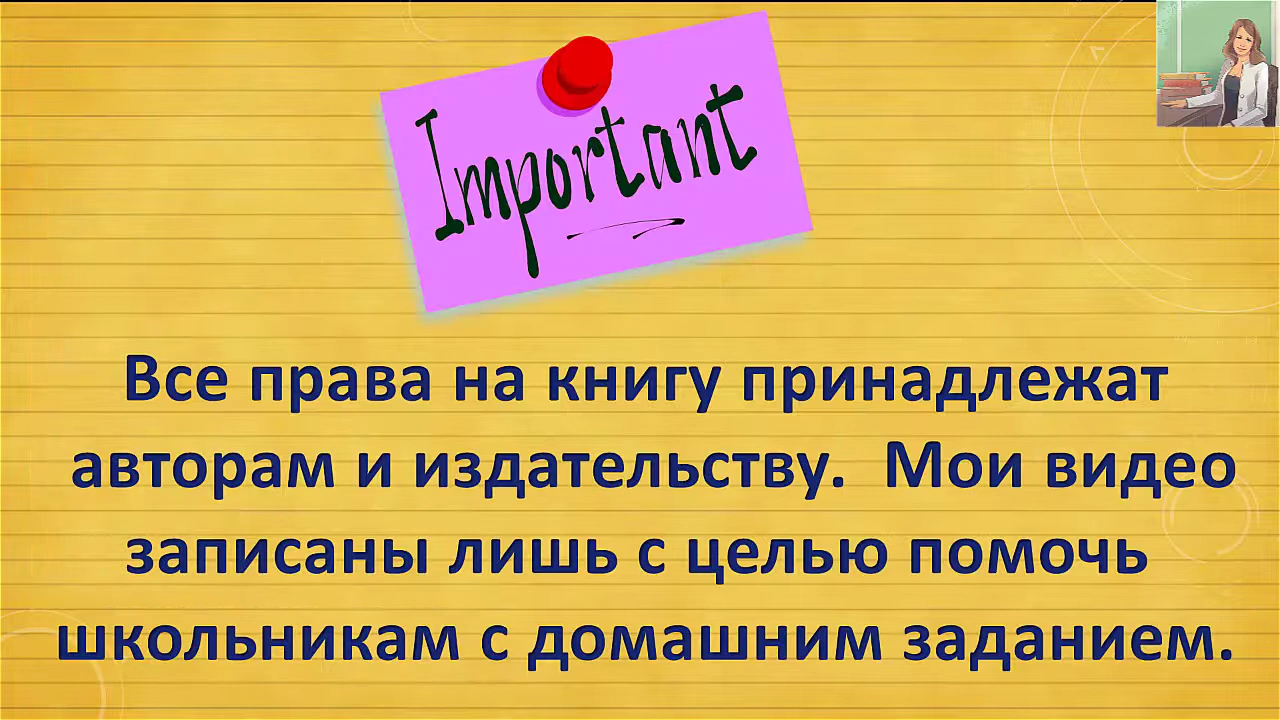 Important
Все права на книгу принадлежат
авторам и издательству. Мои видео
записаны лишь с целью помочь
школьникам с домашним заданием.